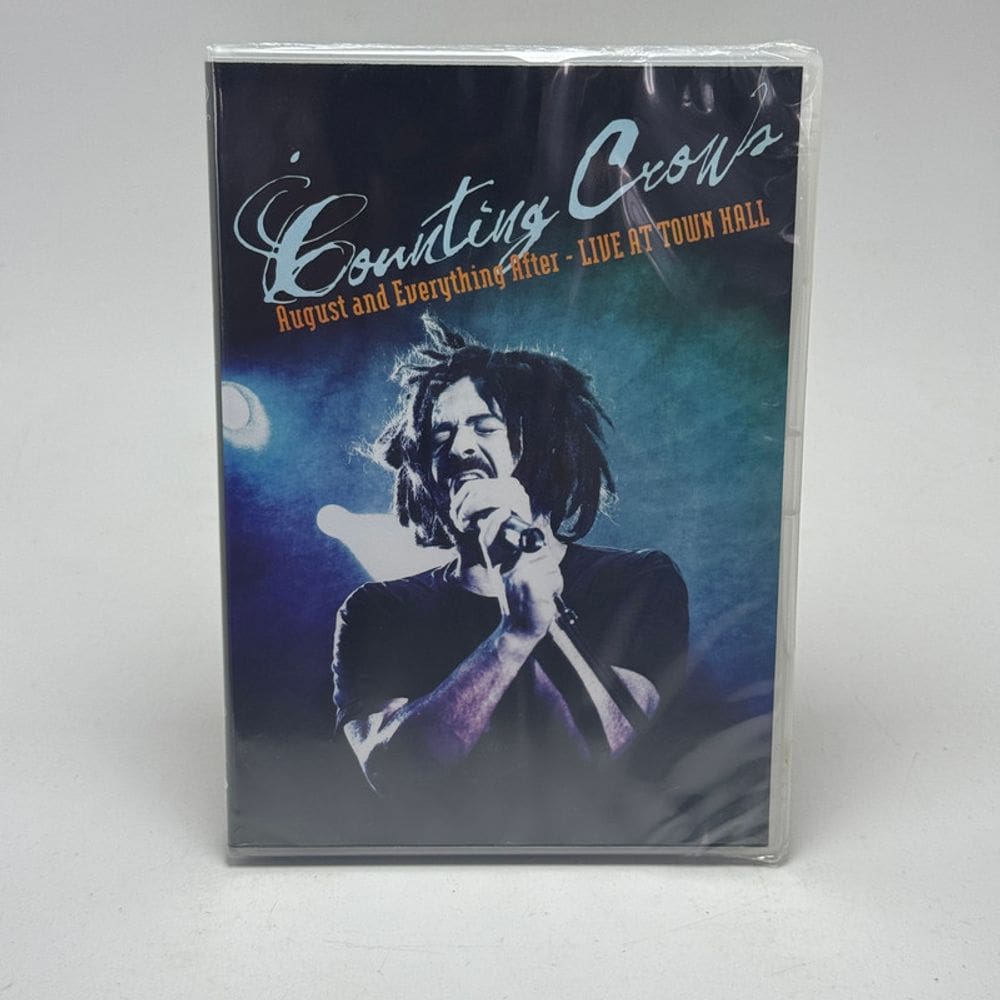 Counting Crows
August and Everything After - LIVE AT TOWN HALL